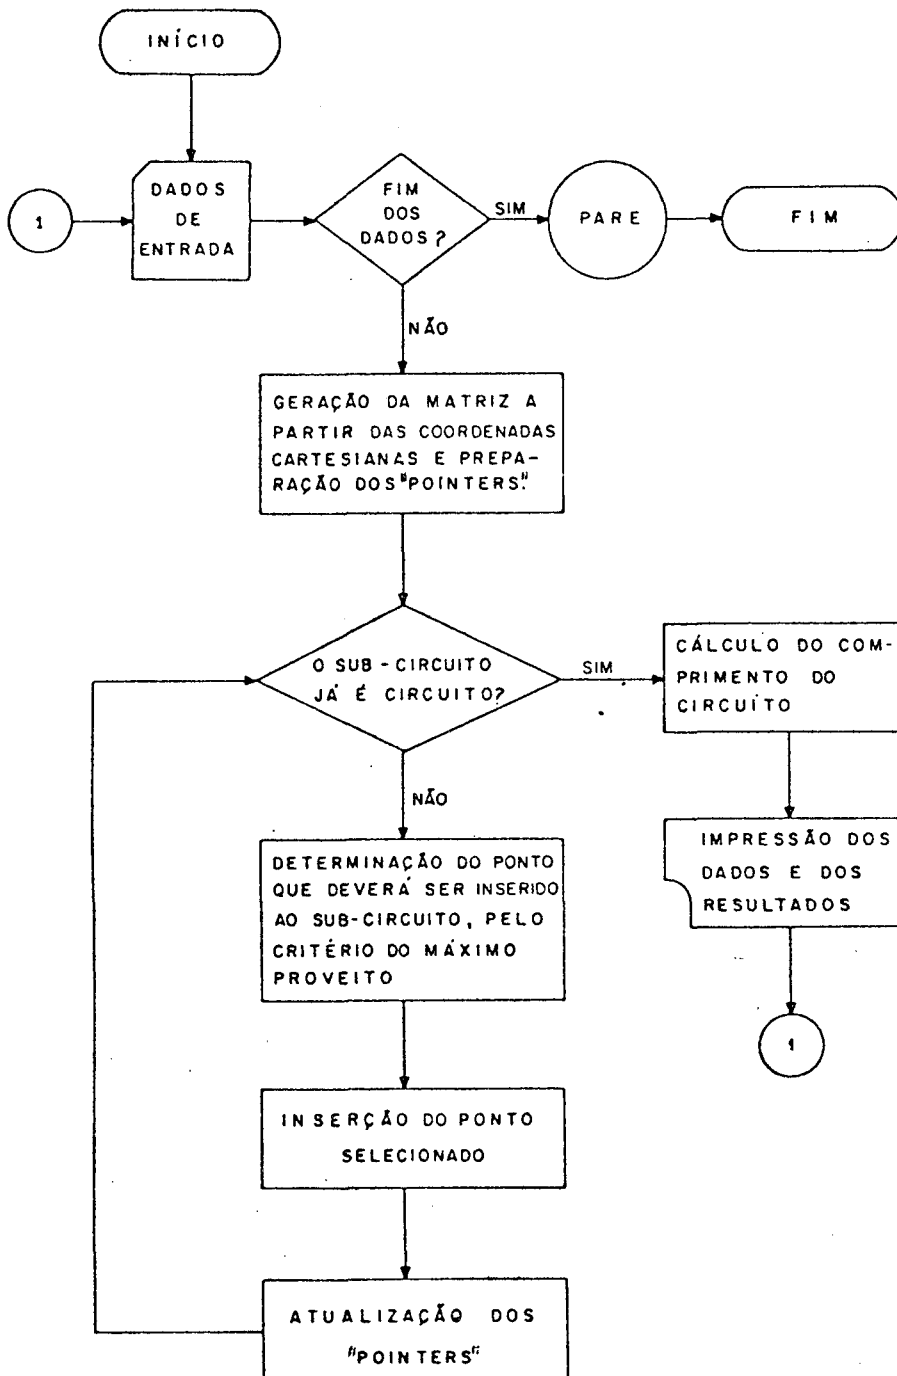 INÍCIO
1
DADOS
DE
ENTRADA
FIM
DOS
DADOS?
SIM
PARE
FIM
NÃO
GERAÇÃO DA MATRIZ A
PARTIR DAS COORDENADAS
CARTESIANAS E PREPA-
RAÇÃO DOS "POINTERS".
O SUB-CIRCUITO
JÁ É CIRCUITO?
SIM
CÁLCULO DO COM-
PRIMENTO DO
CIRCUITO
NÃO
IMPRESSÃO DOS
DADOS E DOS
RESULTADOS
1
DETERMINAÇÃO DO PONTO
QUE DEVERÁ SER INSERIDO
AO SUB-CIRCUITO, PELO
CRITÉRIO DO MÁXIMO
PROVEITO
INSERÇÃO DO PONTO
SELECIONADO
ATUALIZAÇÃO DOS
"POINTERS"